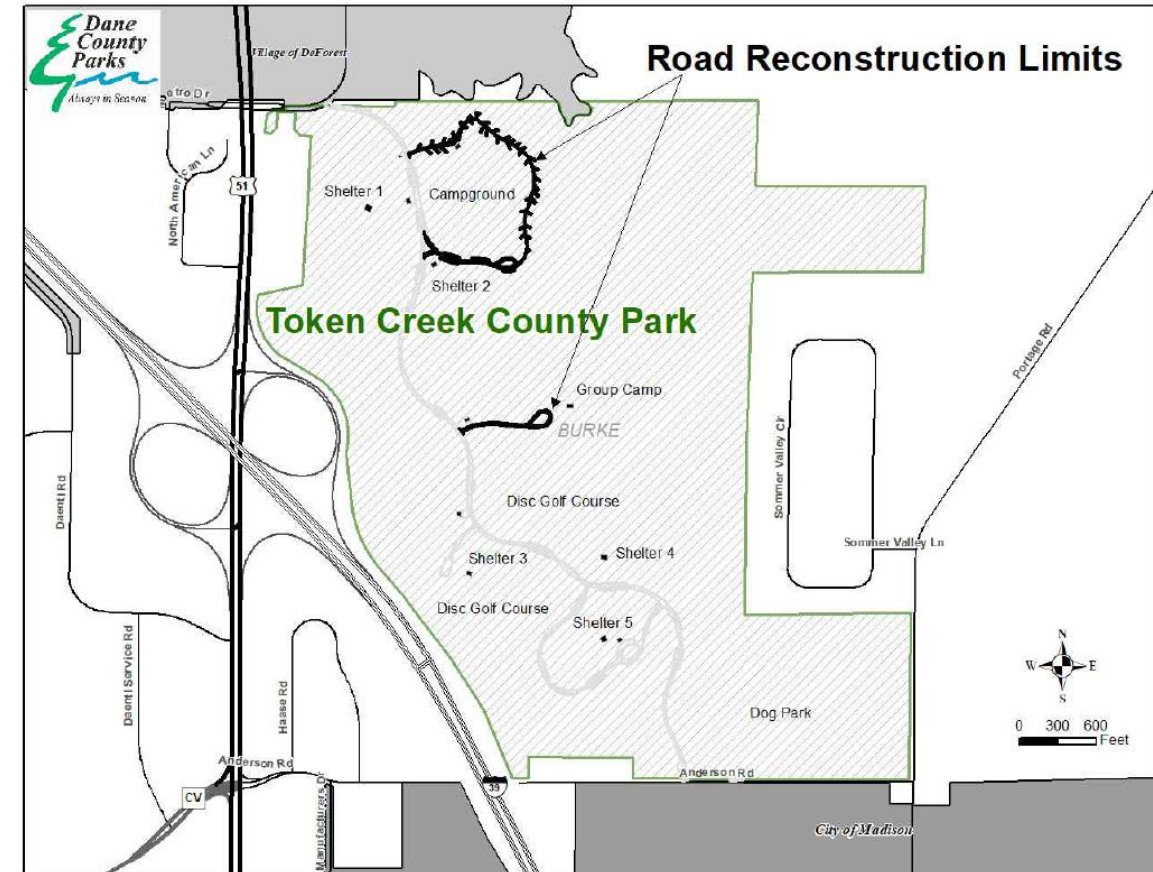 Dane
County
Parks
Always in Season
Village of DeForest
Road Reconstruction Limits
etro Dr
North American Ln
51
Shelter 1
Campground
Shelter 2
Token Creek County Park
Portage Rd
Group Camp
BURKE
Sommer Valley Cir
Daentl Rd
Disc Golf Course
Sommer Valley Ln
Shelter 3
Shelter 4
Disc Golf Course
Shelter 5
Daentl Service Rd
Haase Rd
N
W
E
S
Dog Park
0 300 600
Feet
Anderson Rd
Anderson Rd
39
CV
Manufacturers Dr
City of Madison